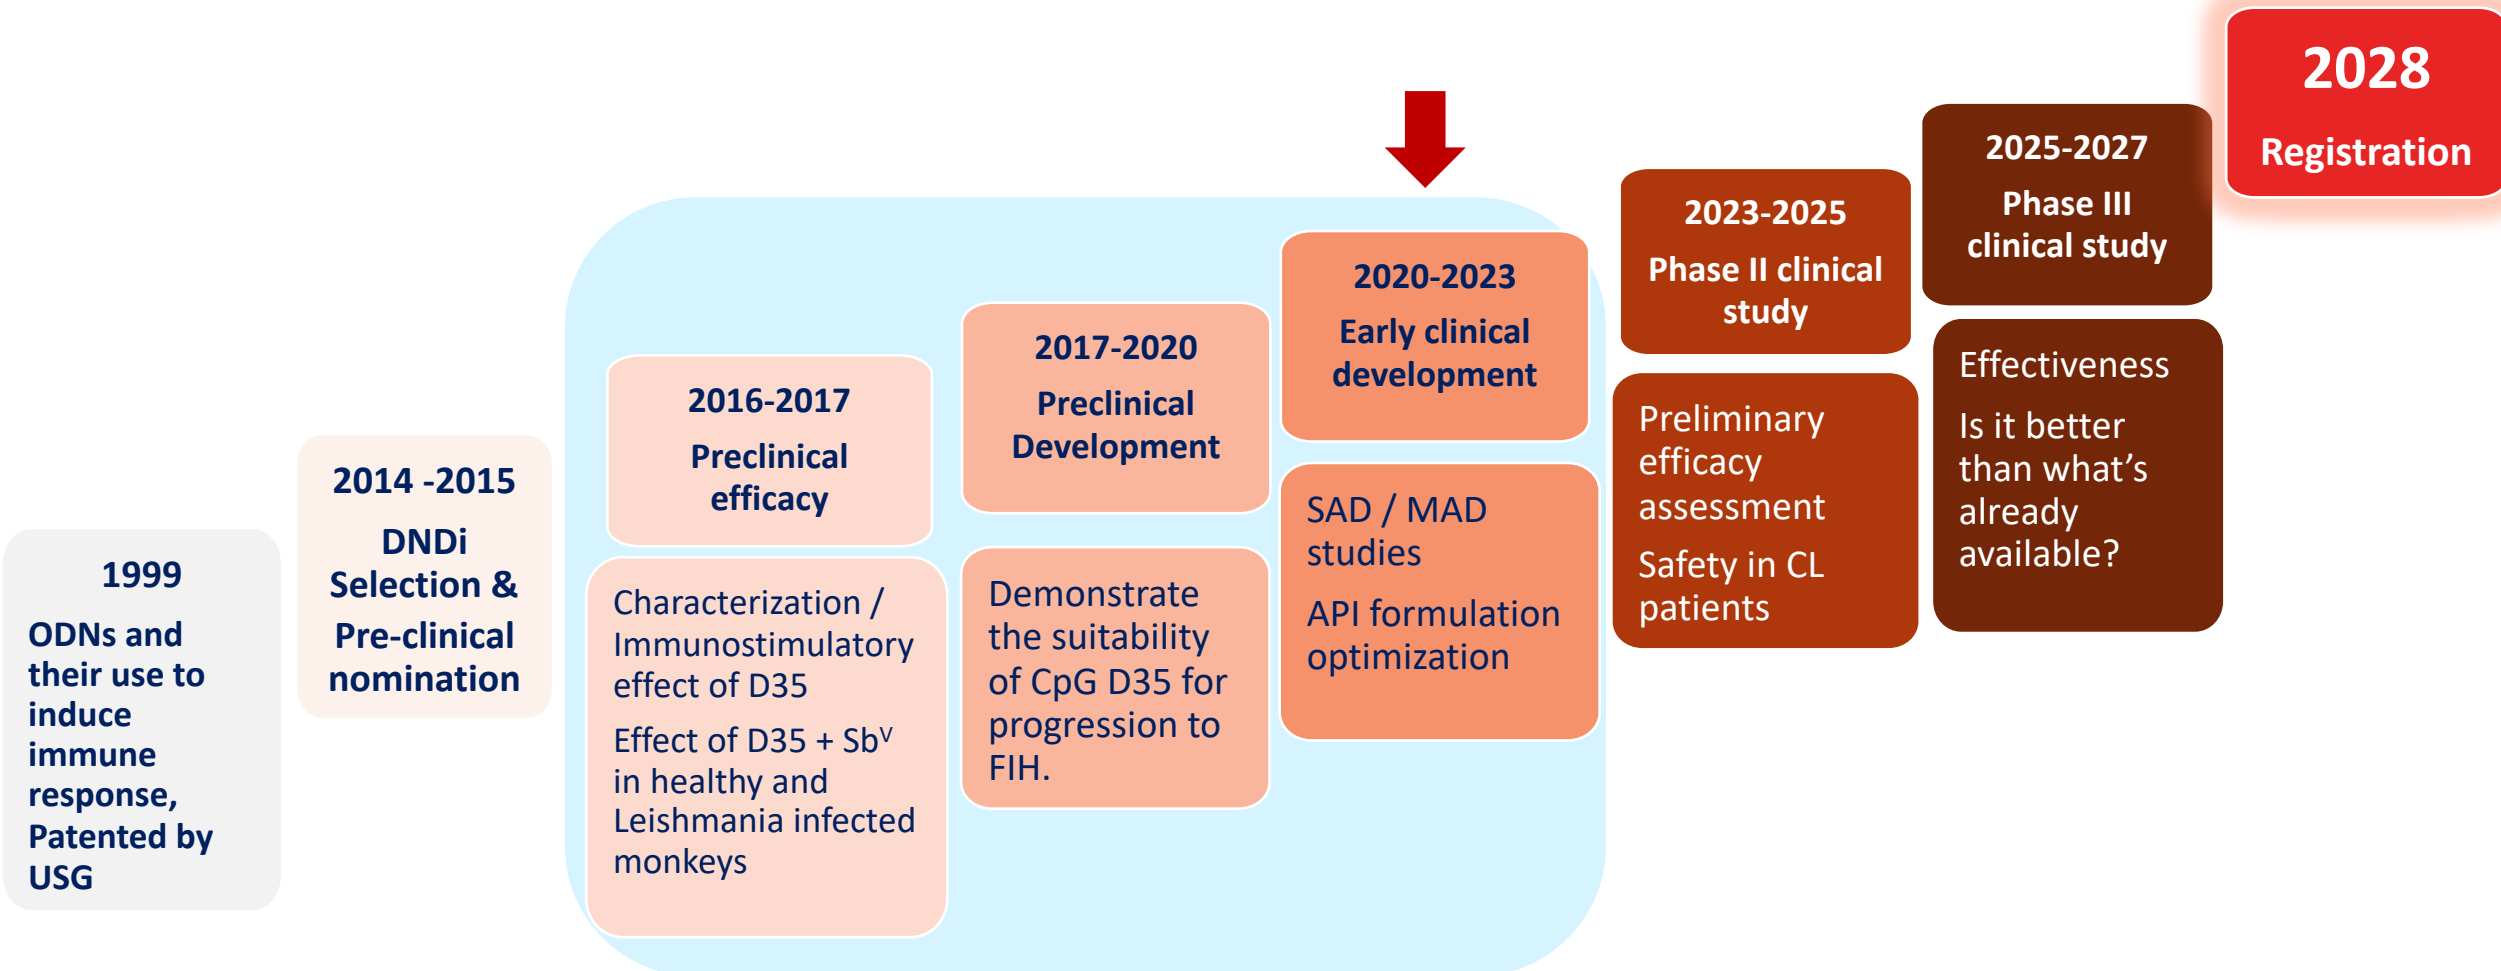 1999
ODNs and
their use to
induce
immune
response,
Patented by
USG
2014 -2015
DNDi
Selection &
Pre-clinical
nomination
2016-2017
Preclinical
efficacy
Characterization /
Immunostimulatory
effect of D35
Effect of D35 + Sbⱽ
in healthy and
Leishmania infected
monkeys
2017-2020
Preclinical
Development
Demonstrate
the suitability
of CpG D35 for
progression to
FIH.
2020-2023
Early clinical
development
SAD / MAD
studies
API formulation
optimization
2023-2025
Phase II clinical
study
Preliminary
efficacy
assessment
Safety in CL
patients
2025-2027
Phase III
clinical study
Effectiveness
Is it better
than what’s
already
available?
2028
Registration